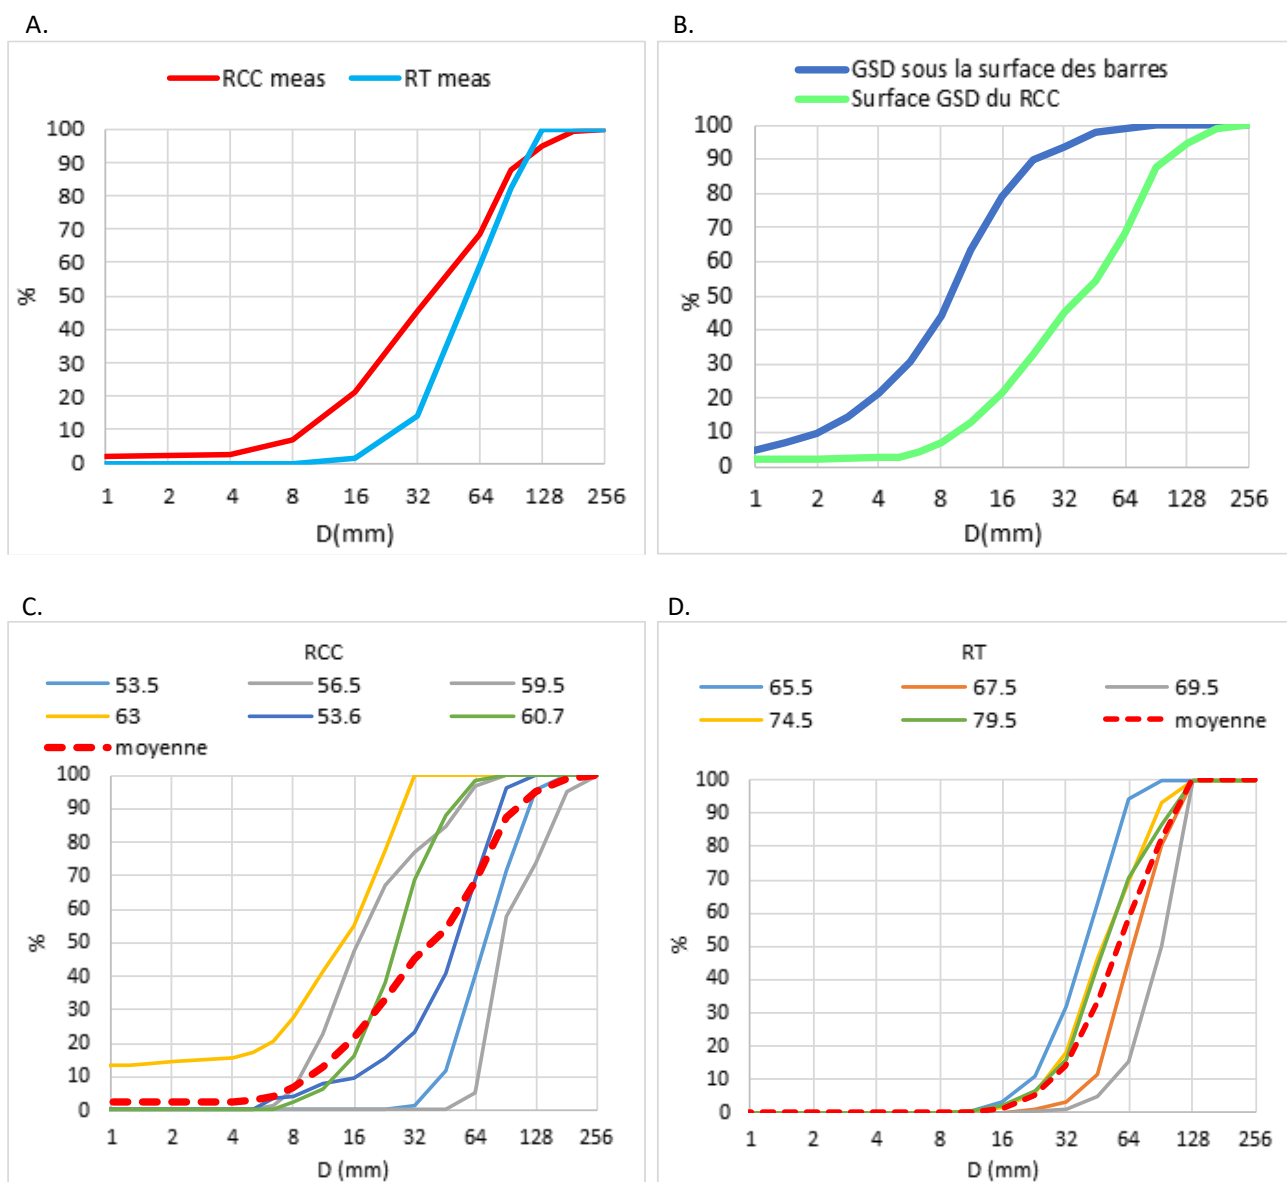 A.
RCC meas RT meas
100
90
80
70
60
50
40
30
20
10
0
%
1 2 4 8 16 32 64 128 256
D(mm)
B.
GSD sous la surface des barres
Surface GSD du RCC
100
90
80
70
60
50
40
30
20
10
0
%
1 2 4 8 16 32 64 128 256
D(mm)
C.
RCC
53.5 56.5 59.5
63 53.6 60.7
moyenne
100
90
80
70
60
50
40
30
20
10
0
%
1 2 4 8 16 32 64 128 256
D (mm)
D.
RT
65.5 67.5 69.5
74.5 79.5 moyenne
100
90
80
70
60
50
40
30
20
10
0
%
1 2 4 8 16 32 64 128 256
D (mm)